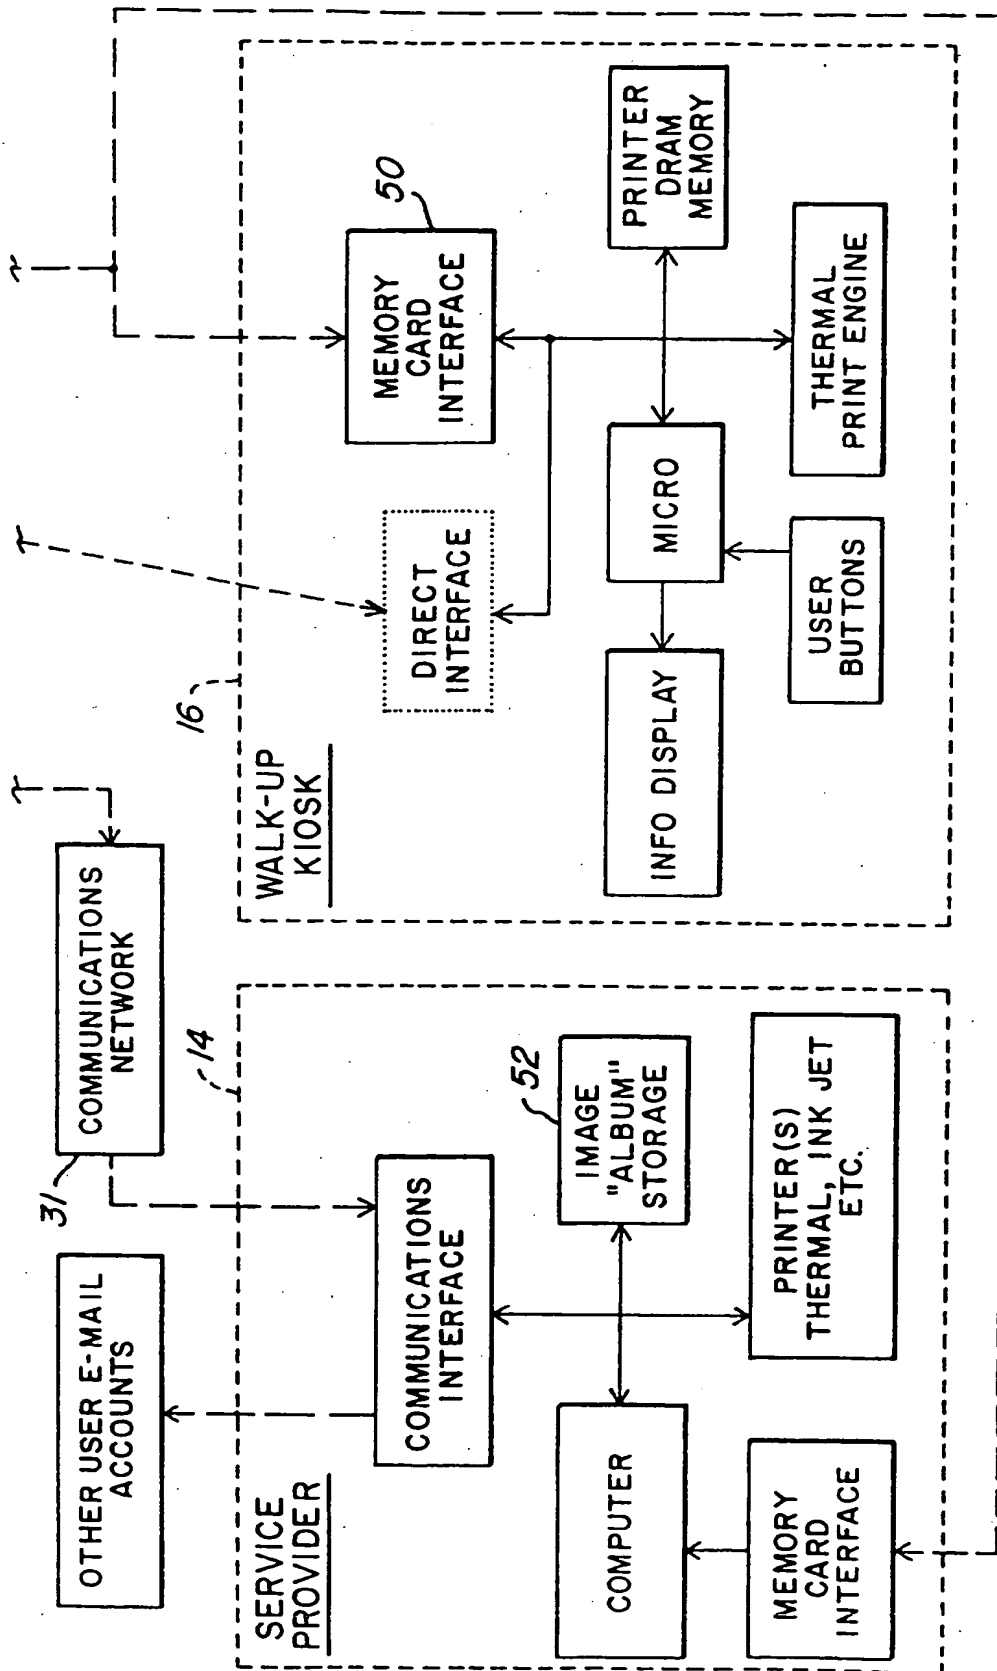 OTHER USER E-MAIL
ACCOUNTS
31
COMMUNICATIONS
NETWORK
SERVICE
PROVIDER
14
COMMUNICATIONS
INTERFACE
COMPUTER
IMAGE
"ALBUM"
STORAGE
52
MEMORY
CARD
INTERFACE
PRINTER(S)
THERMAL, INK JET
ETC.
WALK-UP
KIOSK
16
DIRECT
INTERFACE
MEMORY
CARD
INTERFACE
50
INFO DISPLAY
MICRO
PRINTER
DRAM
MEMORY
USER
BUTTONS
THERMAL
PRINT ENGINE